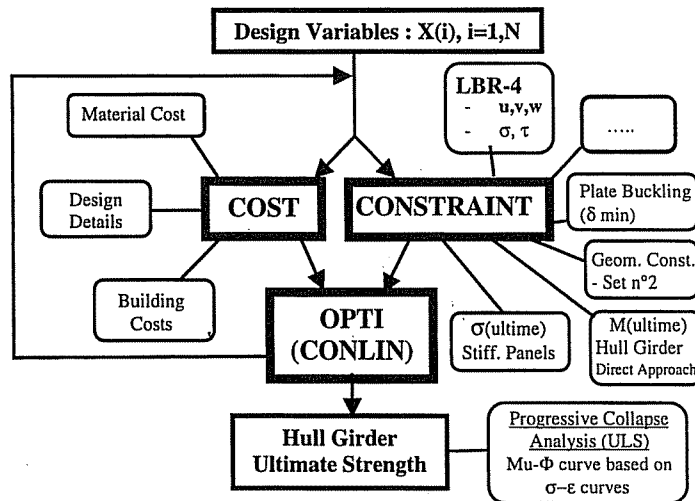 Design Variables : X(i), i=1,N
LBR-4
- u,v,w
- σ, τ
.....
Material Cost
Design
Details
Building
Costs
COST
CONSTRAINT
Plate Buckling
(δ min)
Geom. Const.
- Set n°2
M(ultime)
Hull Girder
Direct Approach
σ(ultime)
Stiff. Panels
OPTI
(CONLIN)
Hull Girder
Ultimate Strength
Progressive Collapse
Analysis (ULS)
Mu-Φ curve based on
σ–ε curves